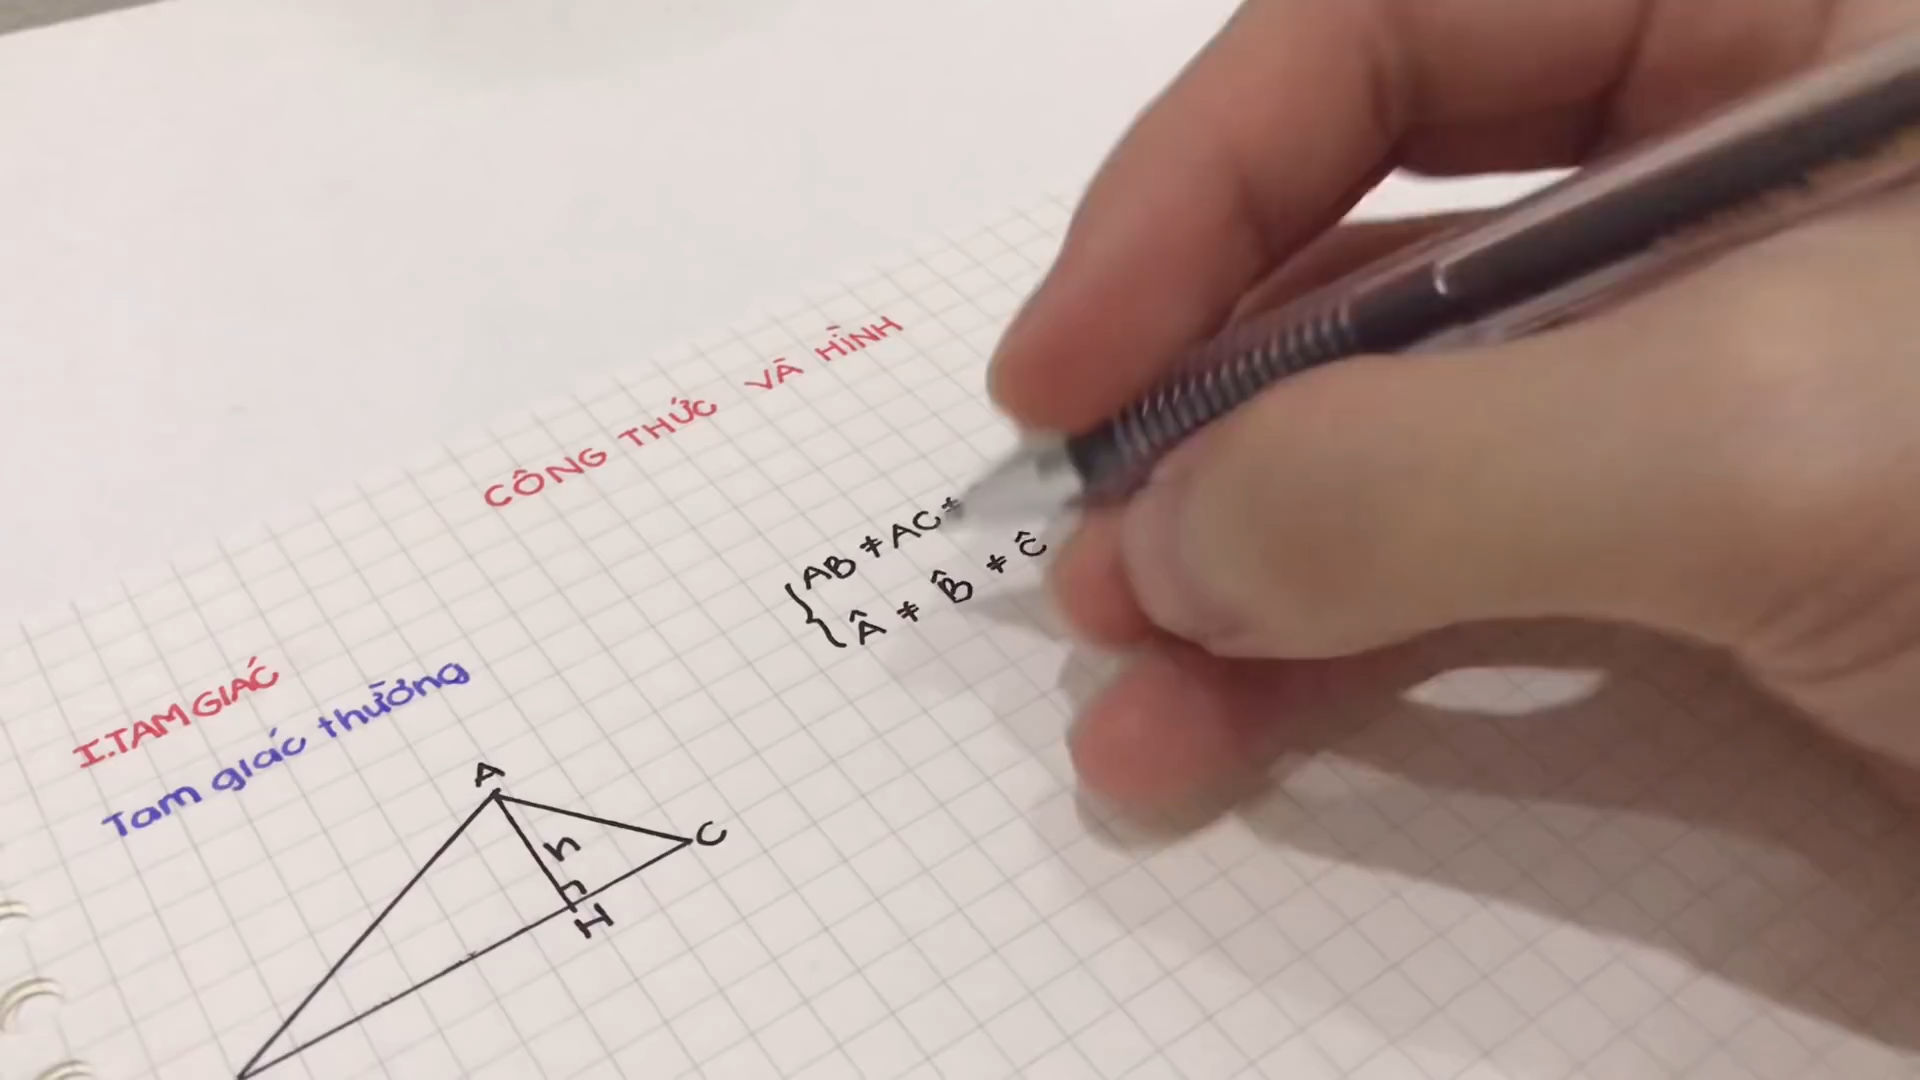 CÔNG THỨC VÀ HÌNH
{AB ≠ AC ≠
Â ≠ B̂ ≠ Ĉ
I.TAM GIÁC
Tam giác thường
A
h
C
H